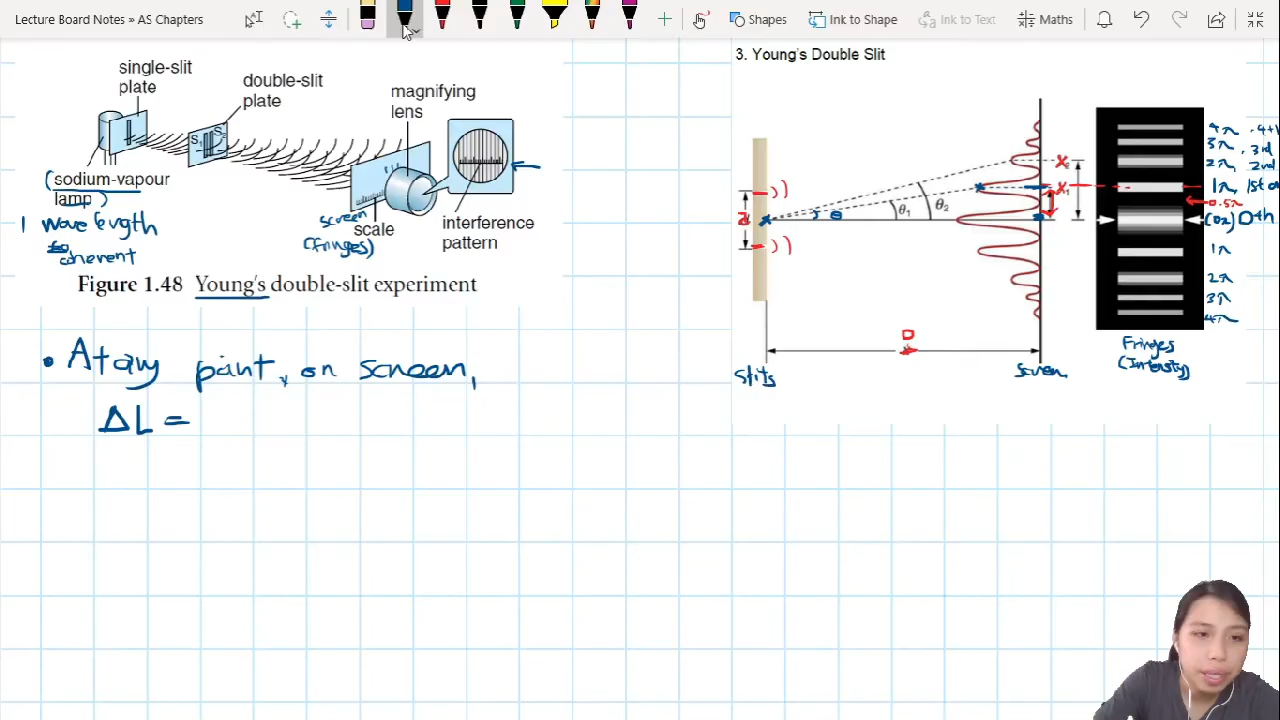 Lecture Board Notes » AS Chapters
Shapes
Ink to Shape
Ink to Text
Maths
single-slit
plate
double-slit
plate
magnifying
lens
S₁
S₂
(sodium-vapour
lamp)
1 wavelength
coherent
screen
(fringes)
scale
interference
pattern
Figure 1.48 Young's double-slit experiment
• At any point, on screen,
ΔL =
3. Young's Double Slit
X₂
X₁
θ
θ₁
θ₂
D
slits
screen
4λ
3λ 3rd
2λ 2nd
1λ 1st
0.5λ
(0λ) 0th
1λ
2λ
3λ
4λ
Fringes
(Intensity)